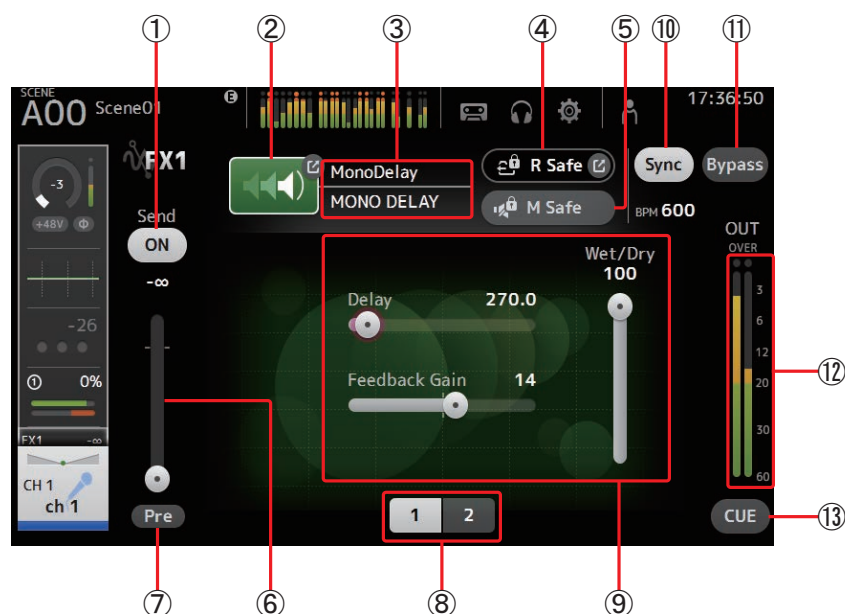 ① ② ③ ④ ⑤ ⑩ ⑪
SCENE
A00 Scene01
E
17:36:50
-3
+48V Φ
-26
① 0%
FX1 -∞
CH 1
ch 1
FX1
Send
ON
-∞
Pre
MonoDelay
MONO DELAY
R Safe
M Safe
Sync
Bypass
BPM 600
Wet/Dry
100
Delay 270.0
Feedback Gain 14
1 2
OUT
OVER
3
6
12
20
30
60
CUE
⑫
⑬
⑦ ⑥ ⑧ ⑨